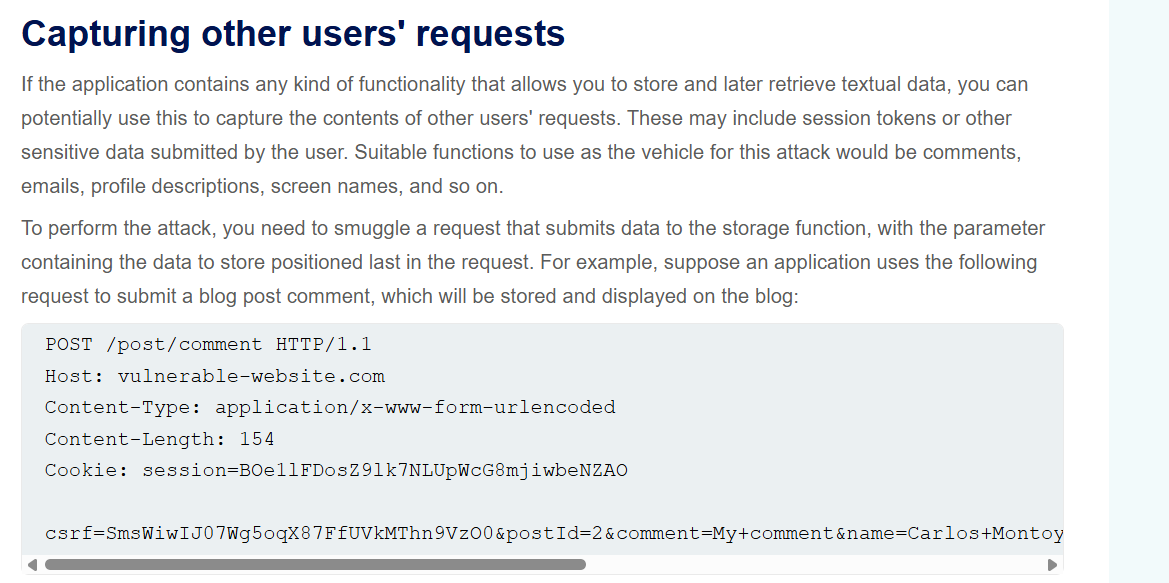 Capturing other users' requests
If the application contains any kind of functionality that allows you to store and later retrieve textual data, you can
potentially use this to capture the contents of other users' requests. These may include session tokens or other
sensitive data submitted by the user. Suitable functions to use as the vehicle for this attack would be comments,
emails, profile descriptions, screen names, and so on.
To perform the attack, you need to smuggle a request that submits data to the storage function, with the parameter
containing the data to store positioned last in the request. For example, suppose an application uses the following
request to submit a blog post comment, which will be stored and displayed on the blog:
POST /post/comment HTTP/1.1
Host: vulnerable-website.com
Content-Type: application/x-www-form-urlencoded
Content-Length: 154
Cookie: session=BOe1lFDosZ9lk7NLUpWcG8mjiwbeNZAO

csrf=SmsWiwIJ07Wg5oqX87FfUVkMThn9VzO0&postId=2&comment=My+comment&name=Carlos+Montoy